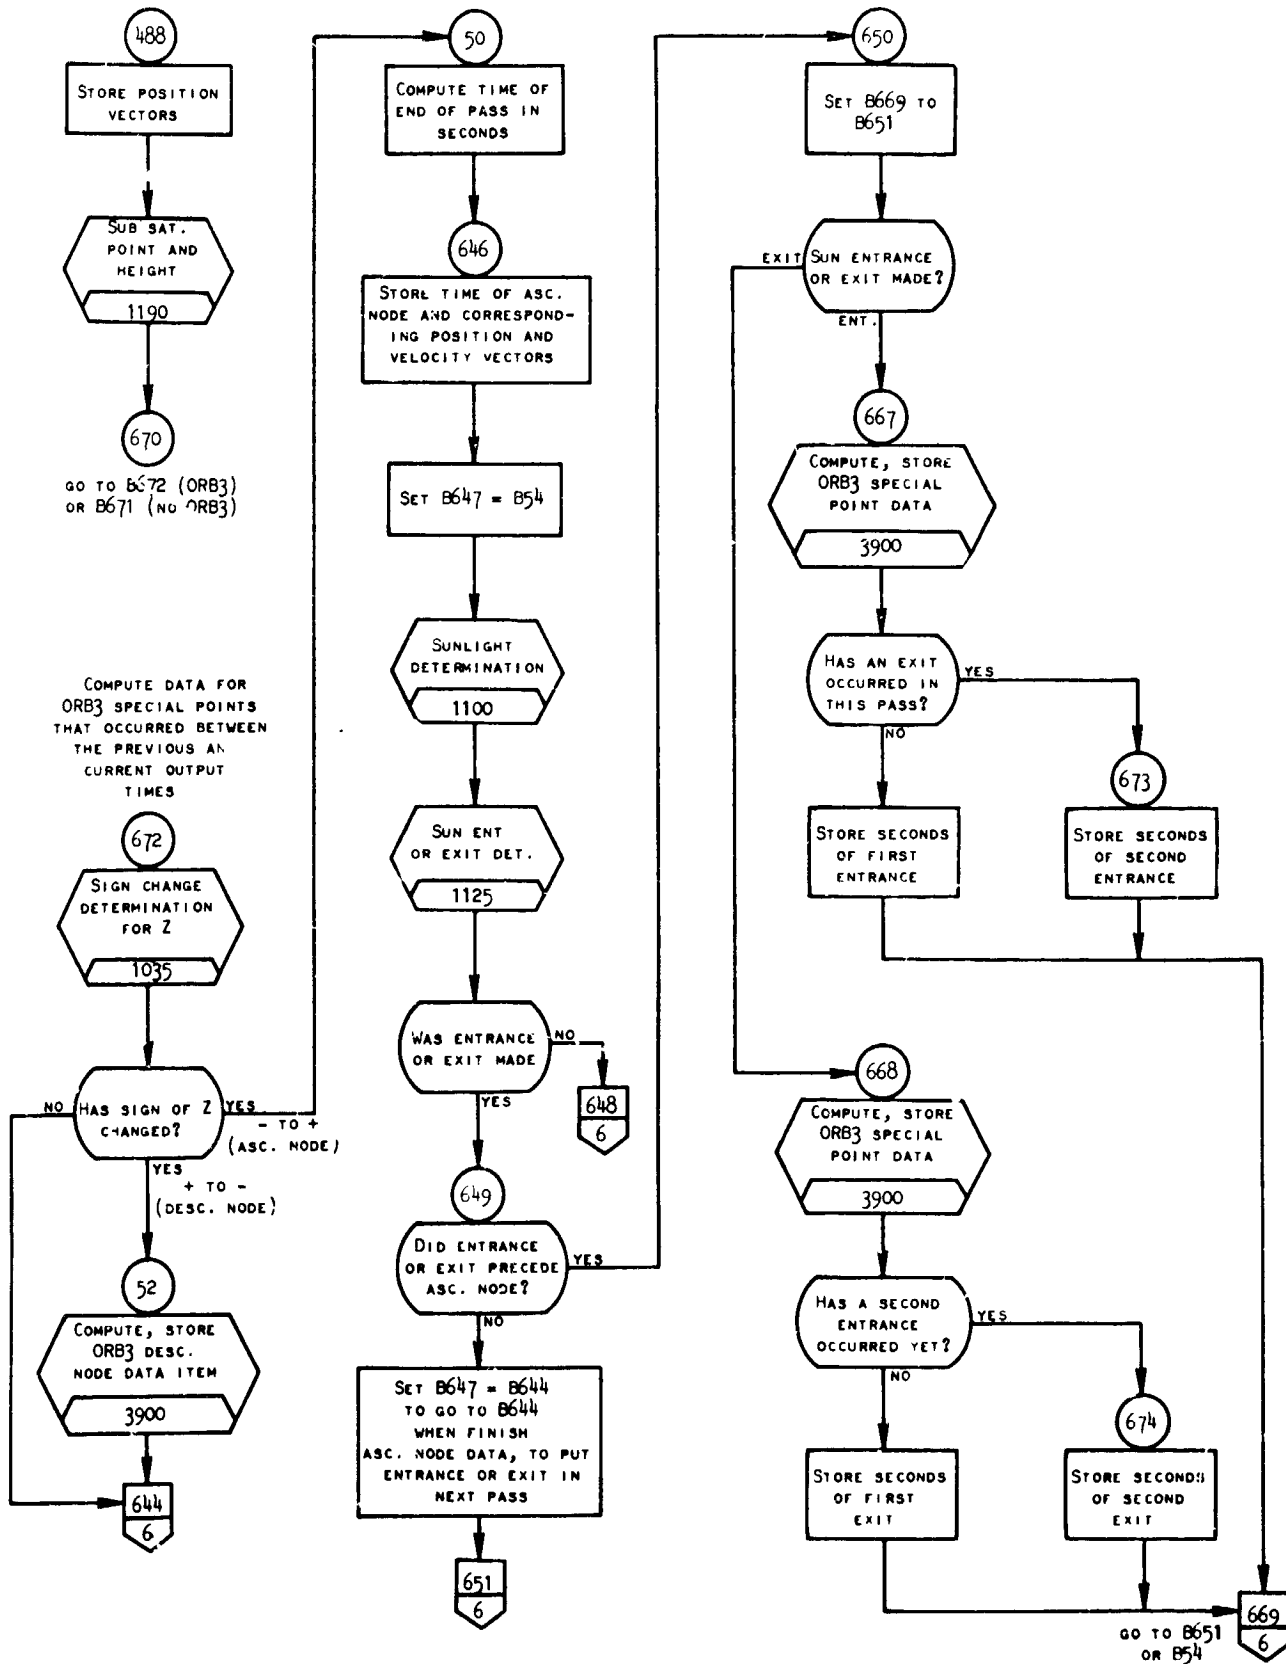 488
STORE POSITION
VECTORS
SUB SAT.
POINT AND
HEIGHT
1190
670
GO TO B672 (ORB3)
OR B671 (NO ORB3)
COMPUTE DATA FOR
ORB3 SPECIAL POINTS
THAT OCCURRED BETWEEN
THE PREVIOUS AN
CURRENT OUTPUT
TIMES
672
SIGN CHANGE
DETERMINATION
FOR Z
1035
HAS SIGN OF Z
CHANGED?
NO
YES
- TO +
(ASC. NODE)
YES
+ TO -
(DESC. NODE)
52
COMPUTE, STORE
ORB3 DESC.
NODE DATA ITEM
3900
644
6
50
COMPUTE TIME OF
END OF PASS IN
SECONDS
646
STORE TIME OF ASC.
NODE AND CORRESPOND-
ING POSITION AND
VELOCITY VECTORS
SET B647 = B54
SUNLIGHT
DETERMINATION
1100
SUN ENT
OR EXIT DET.
1125
WAS ENTRANCE
OR EXIT MADE
NO
648
6
YES
649
DID ENTRANCE
OR EXIT PRECEDE
ASC. NODE?
YES
NO
SET B647 = B644
TO GO TO B644
WHEN FINISH
ASC. NODE DATA, TO PUT
ENTRANCE OR EXIT IN
NEXT PASS
651
6
650
SET B669 TO
B651
SUN ENTRANCE
OR EXIT MADE?
EXIT
ENT.
667
COMPUTE, STORE
ORB3 SPECIAL
POINT DATA
3900
HAS AN EXIT
OCCURRED IN
THIS PASS?
YES
NO
673
STORE SECONDS
OF FIRST
ENTRANCE
STORE SECONDS
OF SECOND
ENTRANCE
668
COMPUTE, STORE
ORB3 SPECIAL
POINT DATA
3900
HAS A SECOND
ENTRANCE
OCCURRED YET?
YES
NO
674
STORE SECONDS
OF FIRST
EXIT
STORE SECONDS
OF SECOND
EXIT
669
6
GO TO B651
OR B54